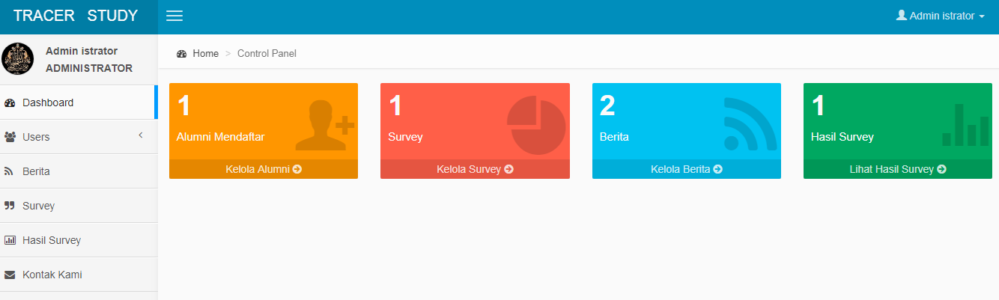 TRACER STUDY
Admin istrator
Admin istrator
ADMINISTRATOR
Home > Control Panel
Dashboard
Users
Berita
Survey
Hasil Survey
Kontak Kami
1
Alumni Mendaftar
Kelola Alumni
1
Survey
Kelola Survey
2
Berita
Kelola Berita
1
Hasil Survey
Lihat Hasil Survey